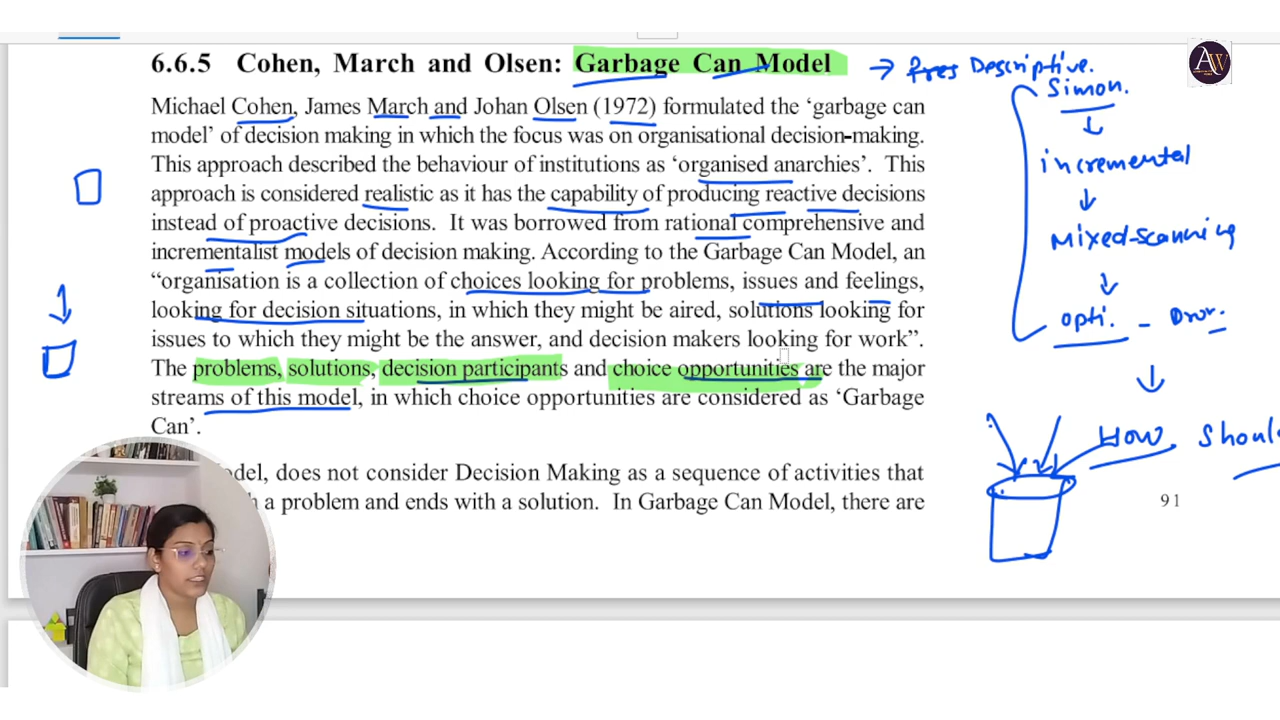 6.6.5 Cohen, March and Olsen: Garbage Can Model
Michael Cohen, James March and Johan Olsen (1972) formulated the ‘garbage can
model’ of decision making in which the focus was on organisational decision-making.
This approach described the behaviour of institutions as ‘organised anarchies’. This
approach is considered realistic as it has the capability of producing reactive decisions
instead of proactive decisions. It was borrowed from rational comprehensive and
incrementalist models of decision making. According to the Garbage Can Model, an
“organisation is a collection of choices looking for problems, issues and feelings,
looking for decision situations, in which they might be aired, solutions looking for
issues to which they might be the answer, and decision makers looking for work”.
The problems, solutions, decision participants and choice opportunities are the major
streams of this model, in which choice opportunities are considered as ‘Garbage
Can’.
odel, does not consider Decision Making as a sequence of activities that
a problem and ends with a solution. In Garbage Can Model, there are
91
→ Descriptive.
Simon.
↓
incremental
↓
Mixed-scanning
↓
opti. - Dror.
↓
How Should
AW